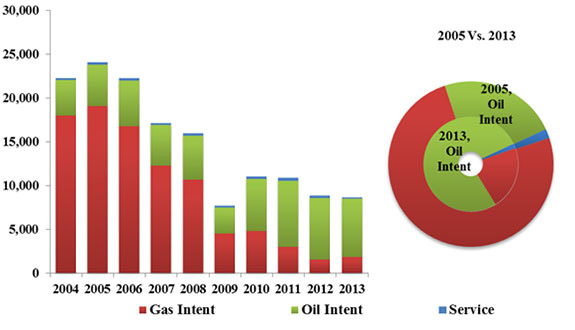 30,000
25,000
20,000
15,000
10,000
5,000
0
2004 2005 2006 2007 2008 2009 2010 2011 2012 2013
Gas Intent Oil Intent Service
2005 Vs. 2013
2005,
Oil
Intent
2013,
Oil
Intent